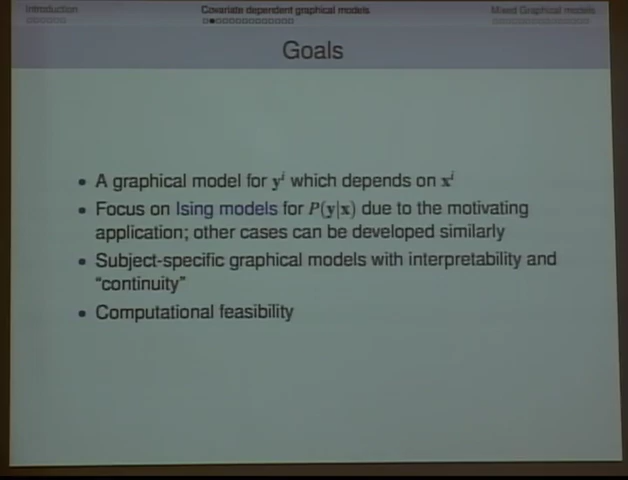 Introduction
Covariate dependent graphical models
Mixed Graphical models
Goals
• A graphical model for yⁱ which depends on xⁱ
• Focus on Ising models for P(y|x) due to the motivating
application; other cases can be developed similarly
• Subject-specific graphical models with interpretability and
"continuity"
• Computational feasibility